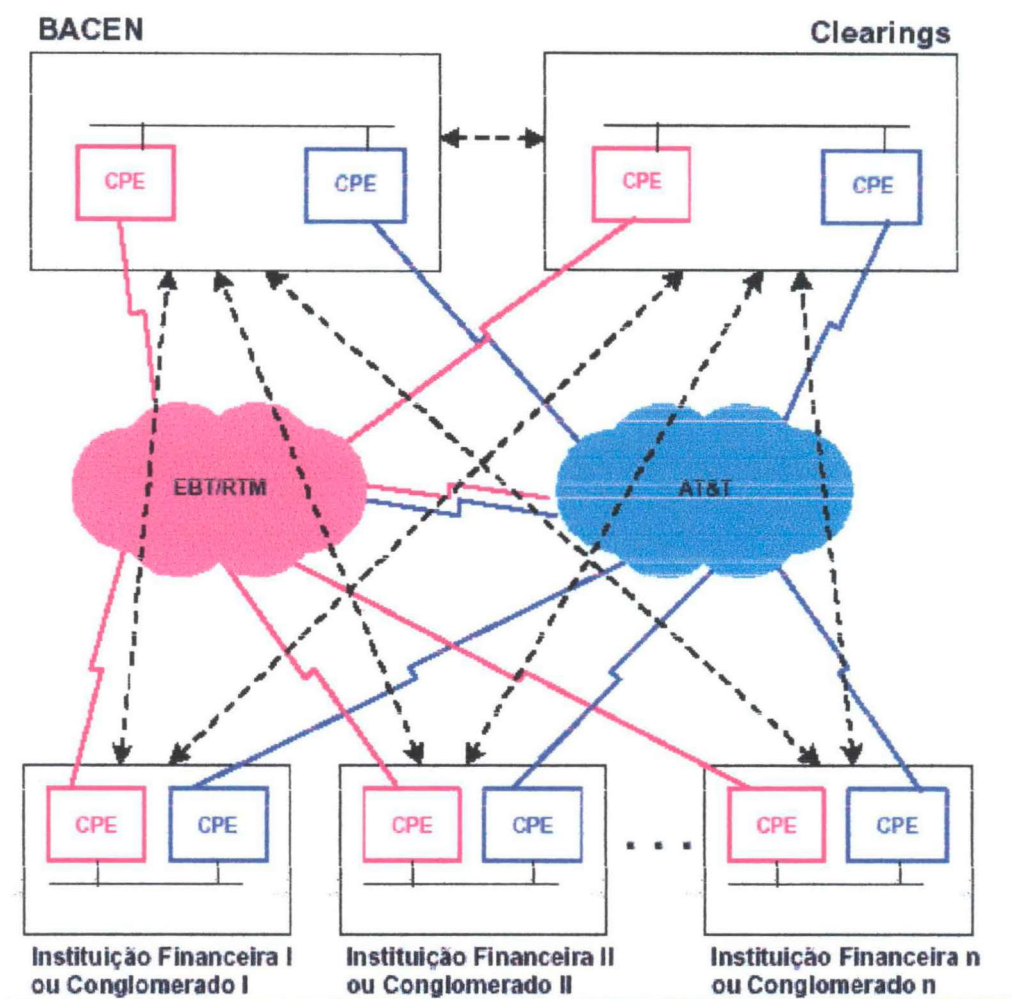 BACEN
Clearings
CPE
CPE
CPE
CPE
EBT/RTM
AT&T
CPE
CPE
CPE
CPE
. . .
CPE
CPE
Instituição Financeira I
ou Conglomerado I
Instituição Financeira II
ou Conglomerado II
Instituição Financeira n
ou Conglomerado n